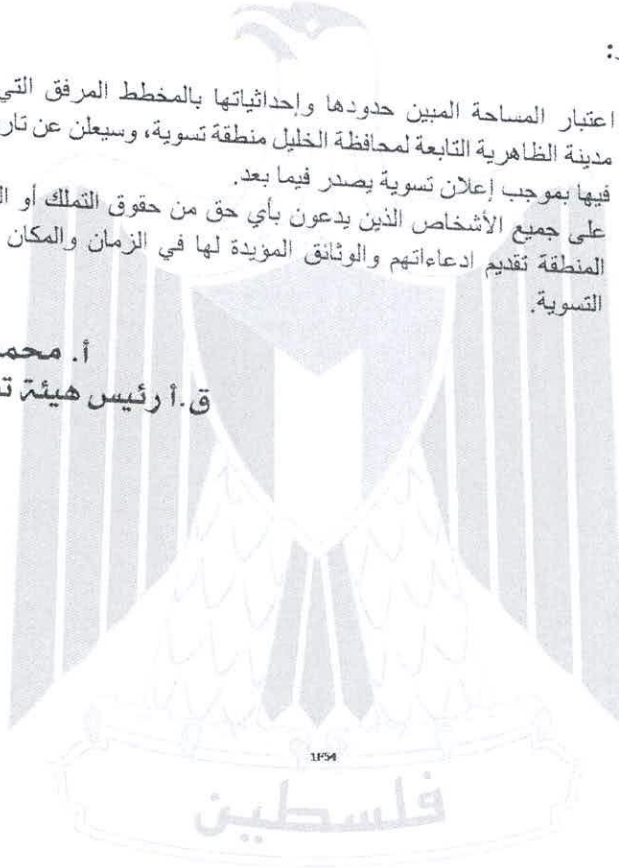 :
اعتبار المساحة المبين حدودها وإحداثياتها بالمخطط المرفق التي
مدينة الظاهرية التابعة لمحافظة الخليل منطقة تسوية، وسيعلن عن تار
فيها بموجب إعلان تسوية يصدر فيما بعد.
على جميع الأشخاص الذين يدعون بأي حق من حقوق التملك أو ال
المنطقة تقديم ادعاءاتهم والوثائق المؤيدة لها في الزمان والمكان
التسوية.
أ. محمد
ق.أ رئيس هيئة ت
فلسطين